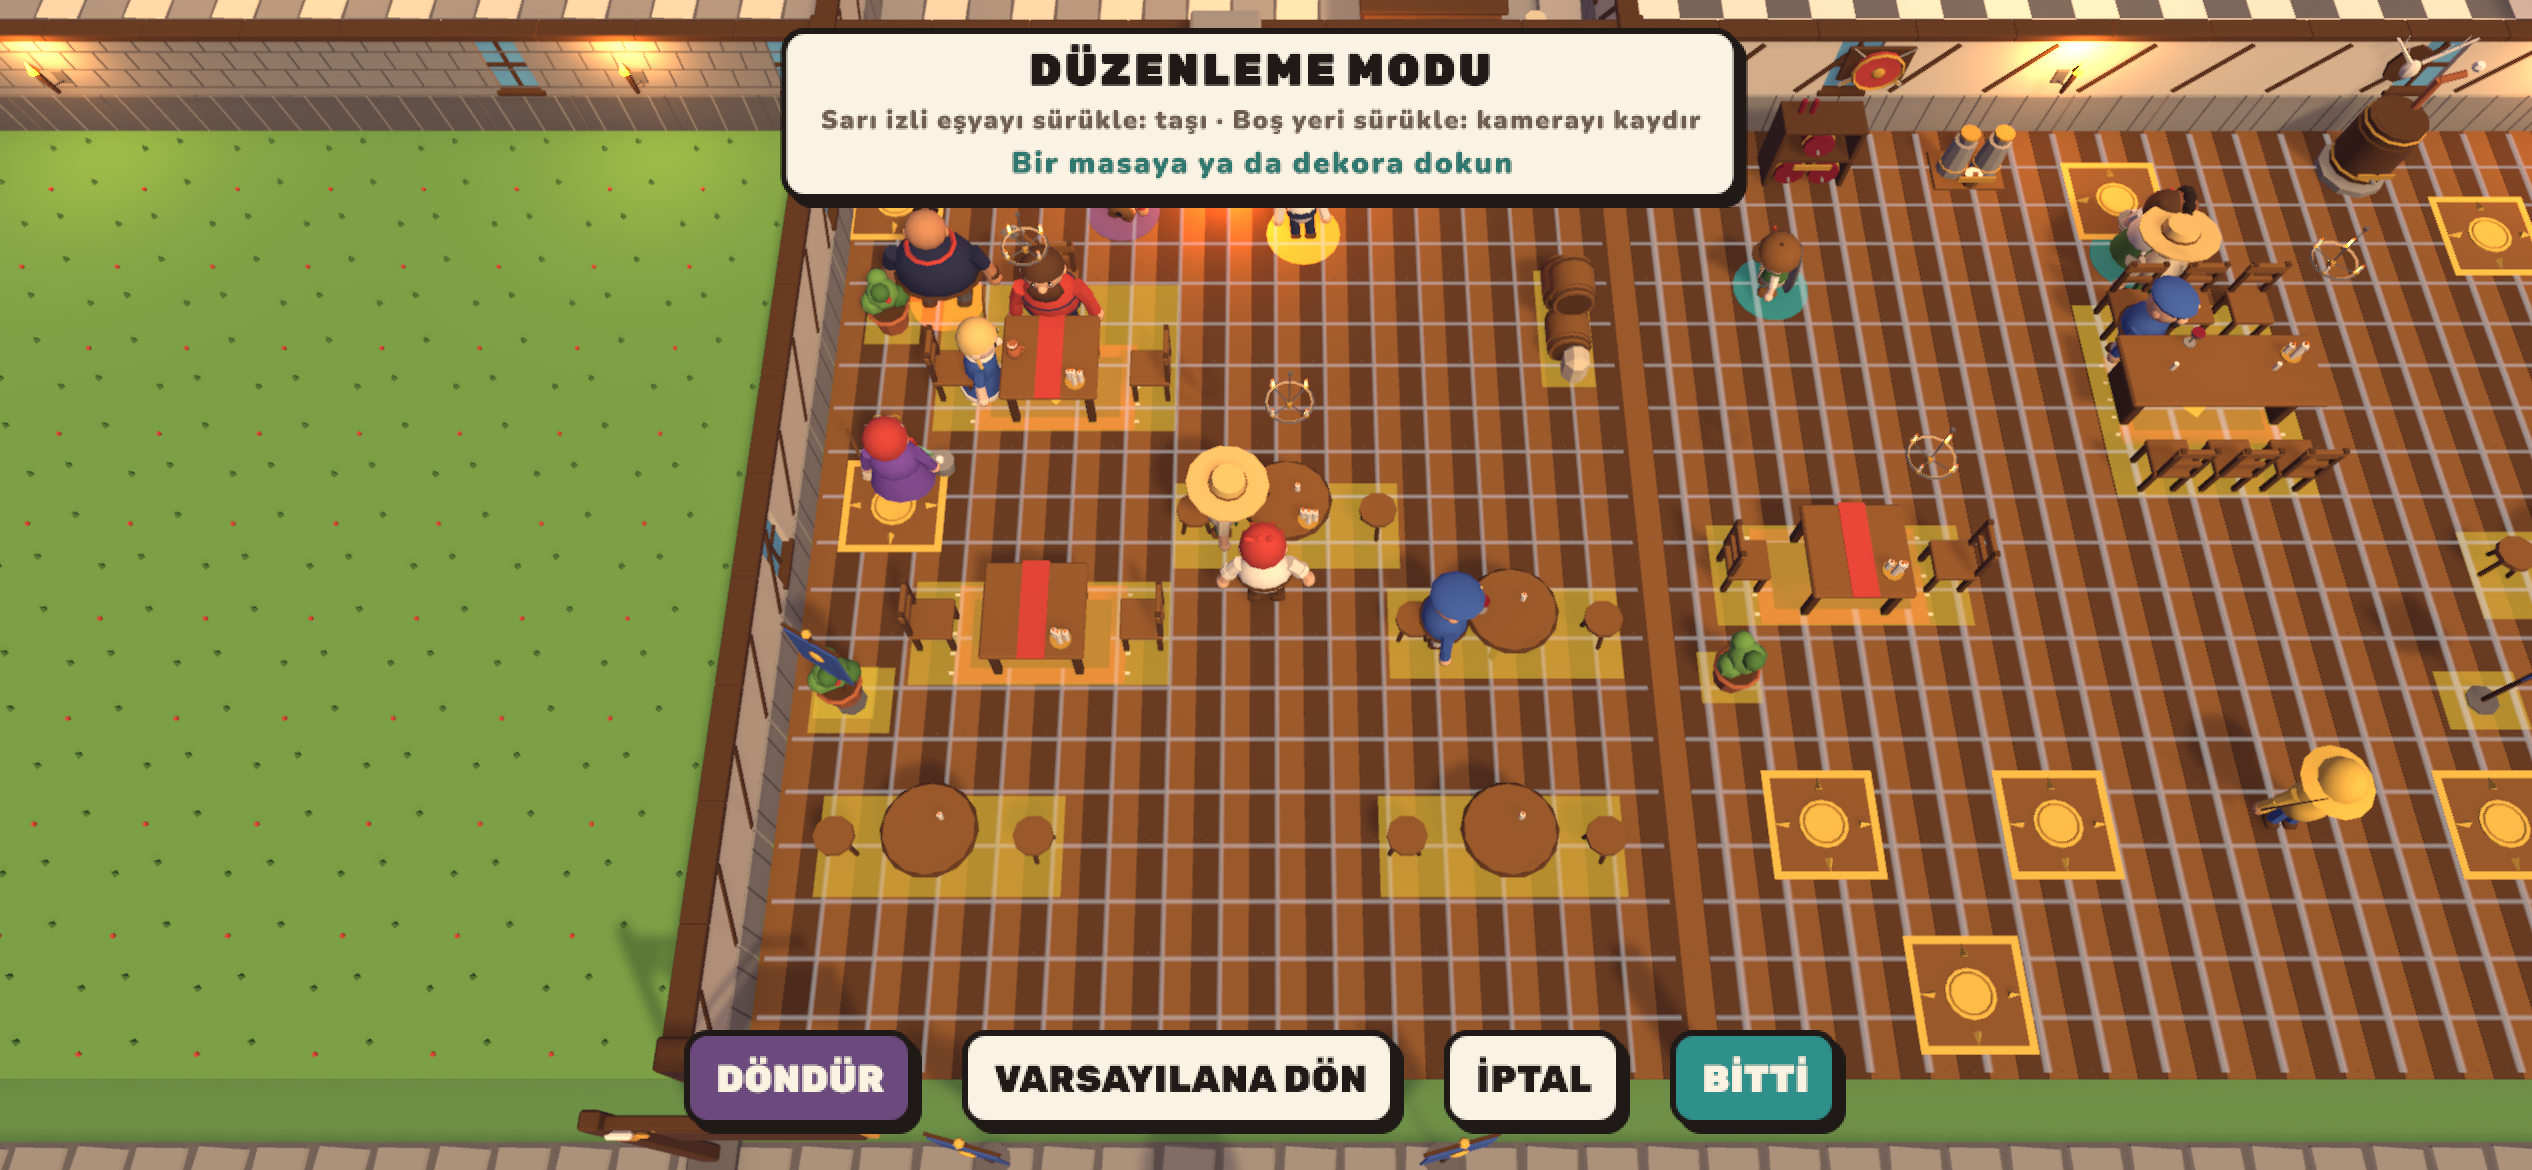 DÜZENLEME MODU
Sarı izli eşyayı sürükle: taşı · Boş yeri sürükle: kamerayı kaydır
Bir masaya ya da dekora dokun
DÖNDÜR
VARSAYILANA DÖN
İPTAL
BİTTİ